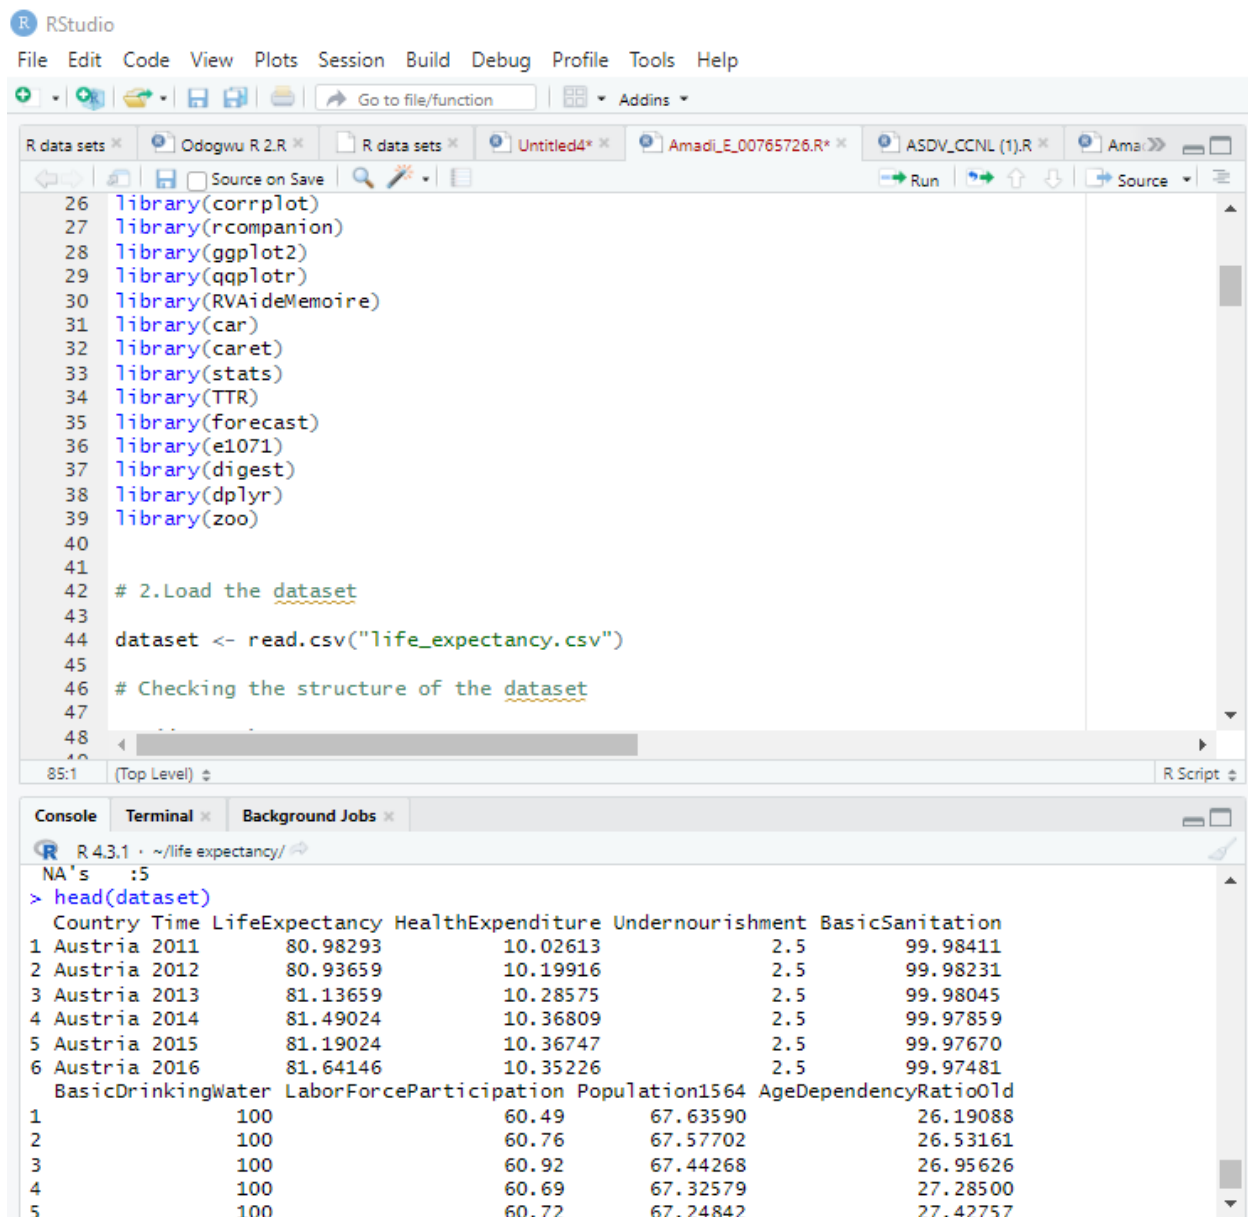 RStudio
File Edit Code View Plots Session Build Debug Profile Tools Help
Go to file/function Addins
R data sets Odogwu R 2.R R data sets Untitled4* Amadi_E_00765726.R* ASDV_CCNL (1).R Ama
Source on Save Run Source
26 library(corrplot)
27 library(rcompanion)
28 library(ggplot2)
29 library(qqplotr)
30 library(RVAideMemoire)
31 library(car)
32 library(caret)
33 library(stats)
34 library(TTR)
35 library(forecast)
36 library(e1071)
37 library(digest)
38 library(dplyr)
39 library(zoo)
40
41
42 # 2.Load the dataset
43
44 dataset <- read.csv("life_expectancy.csv")
45
46 # Checking the structure of the dataset
47
48
85:1 (Top Level) R Script
Console Terminal Background Jobs
R 4.3.1 · ~/life expectancy/
NA's :5
> head(dataset)
Country Time LifeExpectancy HealthExpenditure Undernourishment BasicSanitation
1 Austria 2011 80.98293 10.02613 2.5 99.98411
2 Austria 2012 80.93659 10.19916 2.5 99.98231
3 Austria 2013 81.13659 10.28575 2.5 99.98045
4 Austria 2014 81.49024 10.36809 2.5 99.97859
5 Austria 2015 81.19024 10.36747 2.5 99.97670
6 Austria 2016 81.64146 10.35226 2.5 99.97481
BasicDrinkingWater LaborForceParticipation Population1564 AgeDependencyRatioOld
1 100 60.49 67.63590 26.19088
2 100 60.76 67.57702 26.53161
3 100 60.92 67.44268 26.95626
4 100 60.69 67.32579 27.28500
5 100 60.72 67.24842 27.42757